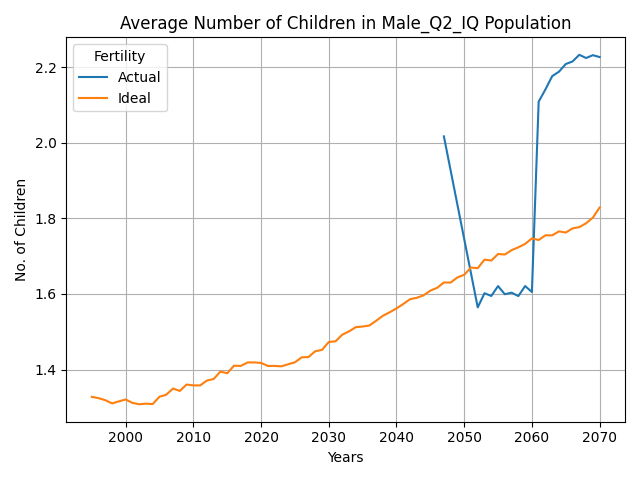 Average Number of Children in Male_Q2_IQ Population
Fertility
Actual
Ideal
No. of Children
2.2
2.0
1.8
1.6
1.4
2000 2010 2020 2030 2040 2050 2060 2070
Years